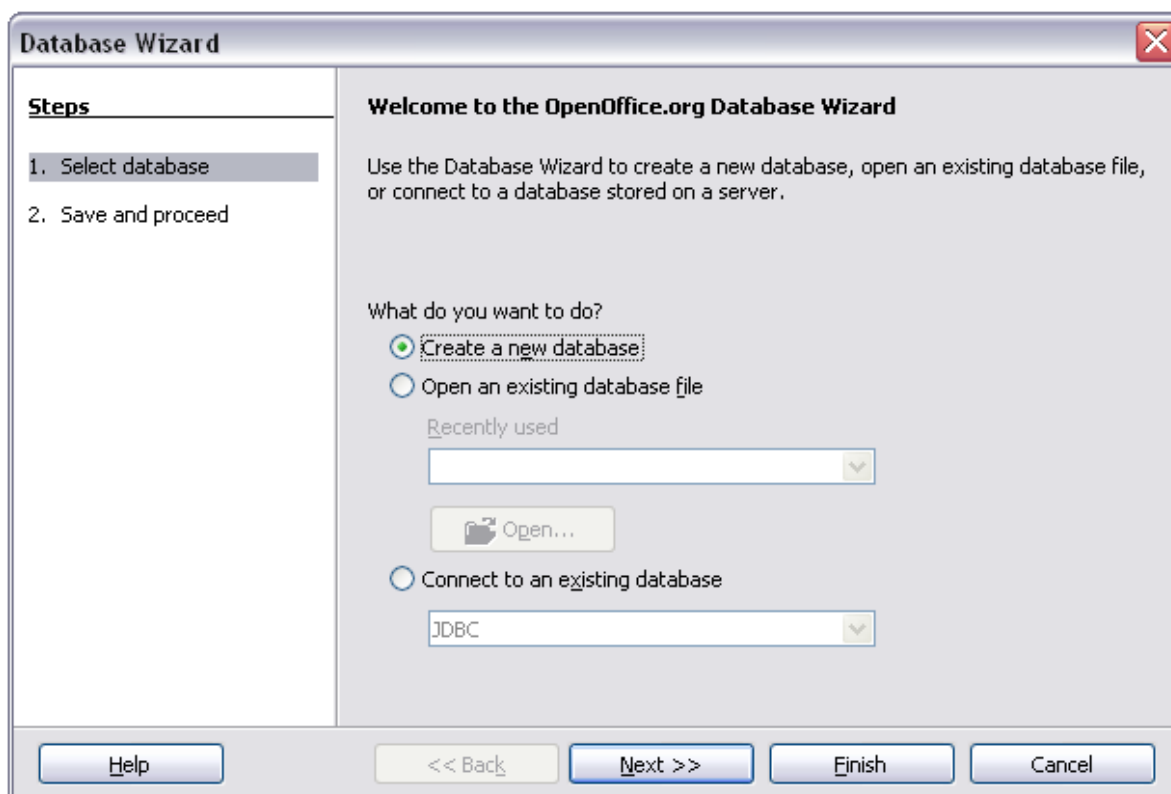 Database Wizard
Steps
1. Select database
2. Save and proceed
Welcome to the OpenOffice.org Database Wizard
Use the Database Wizard to create a new database, open an existing database file,
or connect to a database stored on a server.
What do you want to do?
Create a new database
Open an existing database file
Recently used
Open...
Connect to an existing database
JDBC
Help
<< Back
Next >>
Finish
Cancel